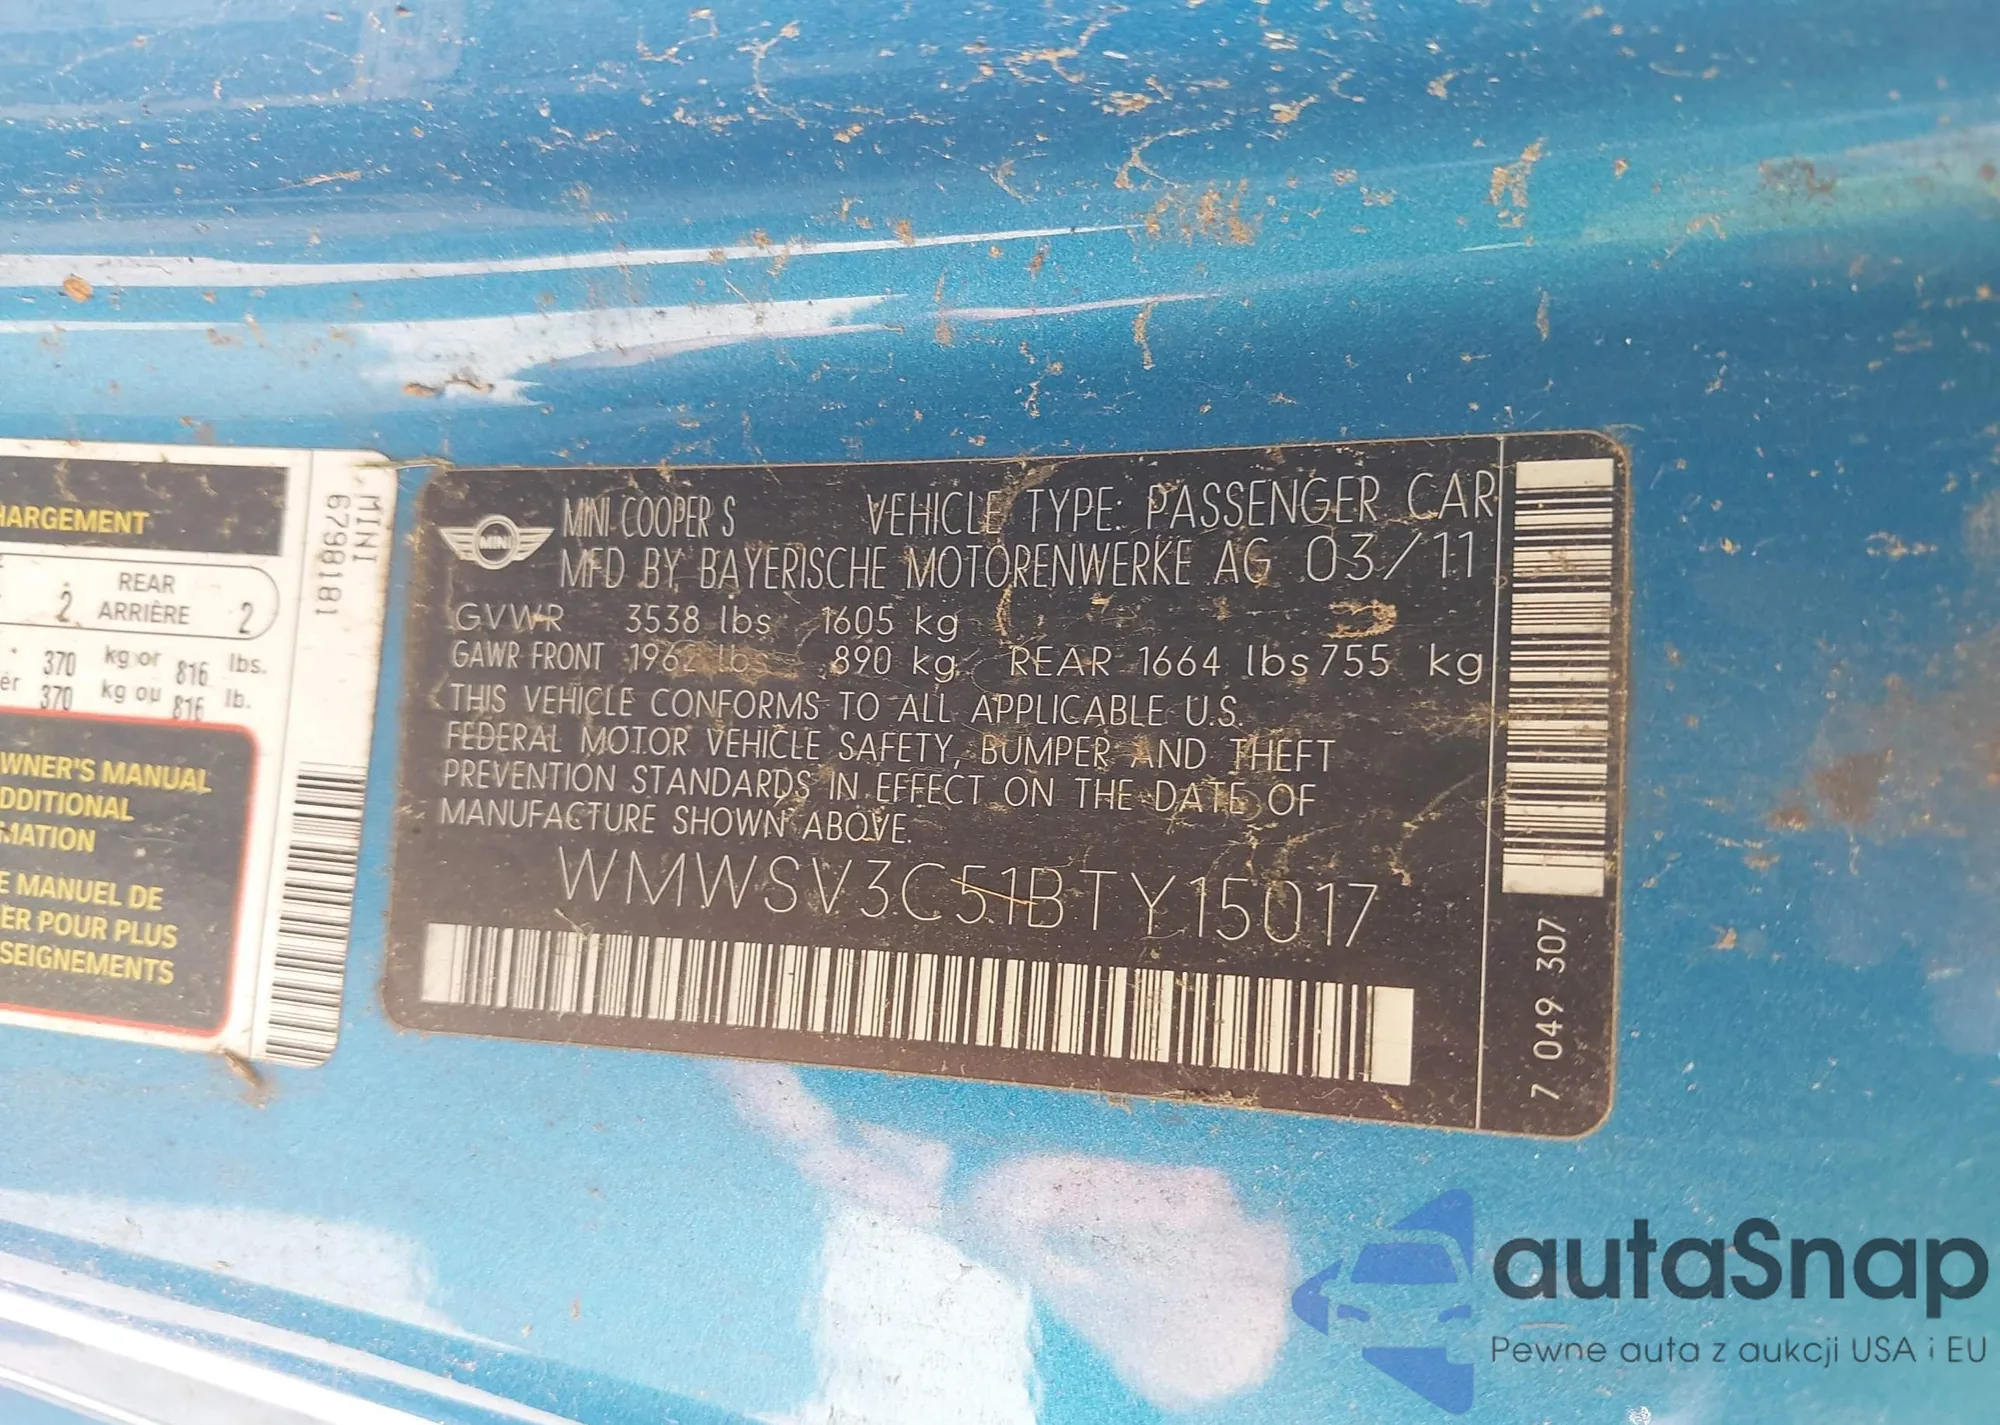 HARGEMENT
2
REAR
ARRIÈRE 2
370 kg or 816 lbs.
370 kg ou 816 lb.
WNER'S MANUAL
DDITIONAL
MATION
E MANUEL DE
ER POUR PLUS
SEIGNEMENTS
MINI
6798181
MINI
MINI COOPER S VEHICLE TYPE: PASSENGER CAR
MFD BY BAYERISCHE MOTORENWERKE AG 03/11
GVWR 3538 lbs 1605 kg
GAWR FRONT 1962 lbs 890 kg REAR 1664 lbs 755 kg
THIS VEHICLE CONFORMS TO ALL APPLICABLE U.S.
FEDERAL MOTOR VEHICLE SAFETY, BUMPER AND THEFT
PREVENTION STANDARDS IN EFFECT ON THE DATE OF
MANUFACTURE SHOWN ABOVE.
WMWSV3C51BTY15017
7 049 307
autaSnap
Pewne auta z aukcji USA i EU